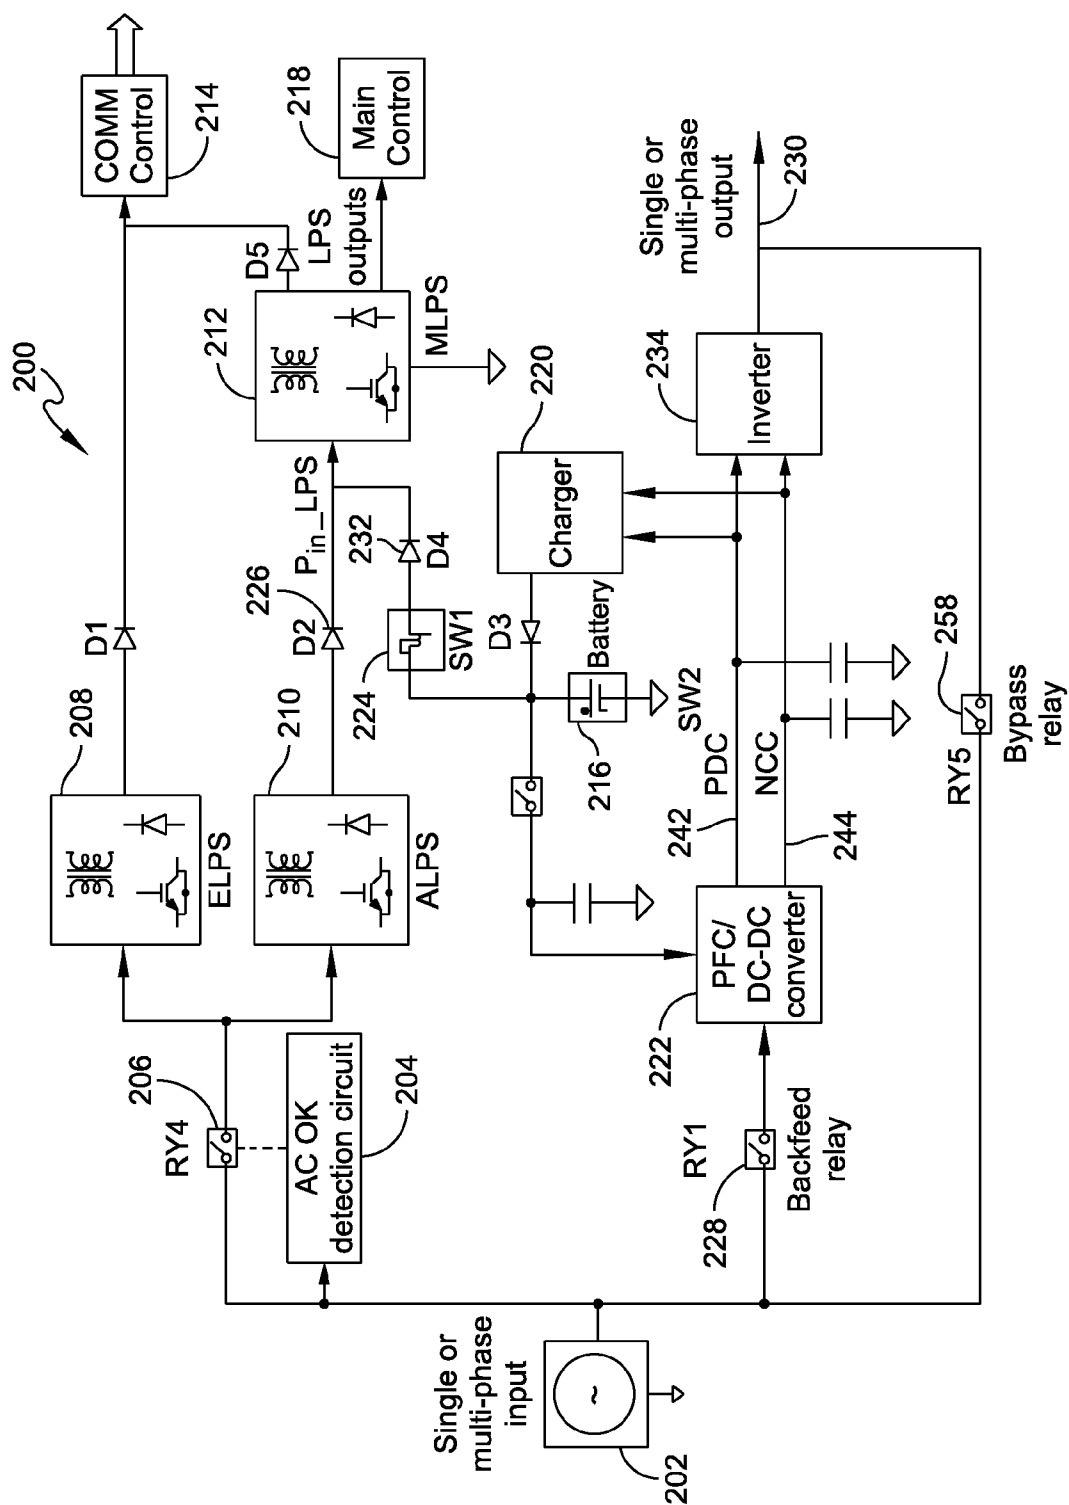 200
COMM
Control
214
D1
208
ELPS
D5
212
LPS
outputs
Main
Control
218
MLPS
Pin_LPS
226
D2
210
ALPS
232
D4
SW1
224
RY4
206
AC OK
detection circuit
204
Charger
220
D3
Battery
216
SW2
Single or
multi-phase
input
202
PFC/
DC-DC
converter
222
RY1
228
Backfeed
relay
PDC
242
NCC
244
Inverter
234
Single or
multi-phase
output
230
258
RY5
Bypass
relay
~